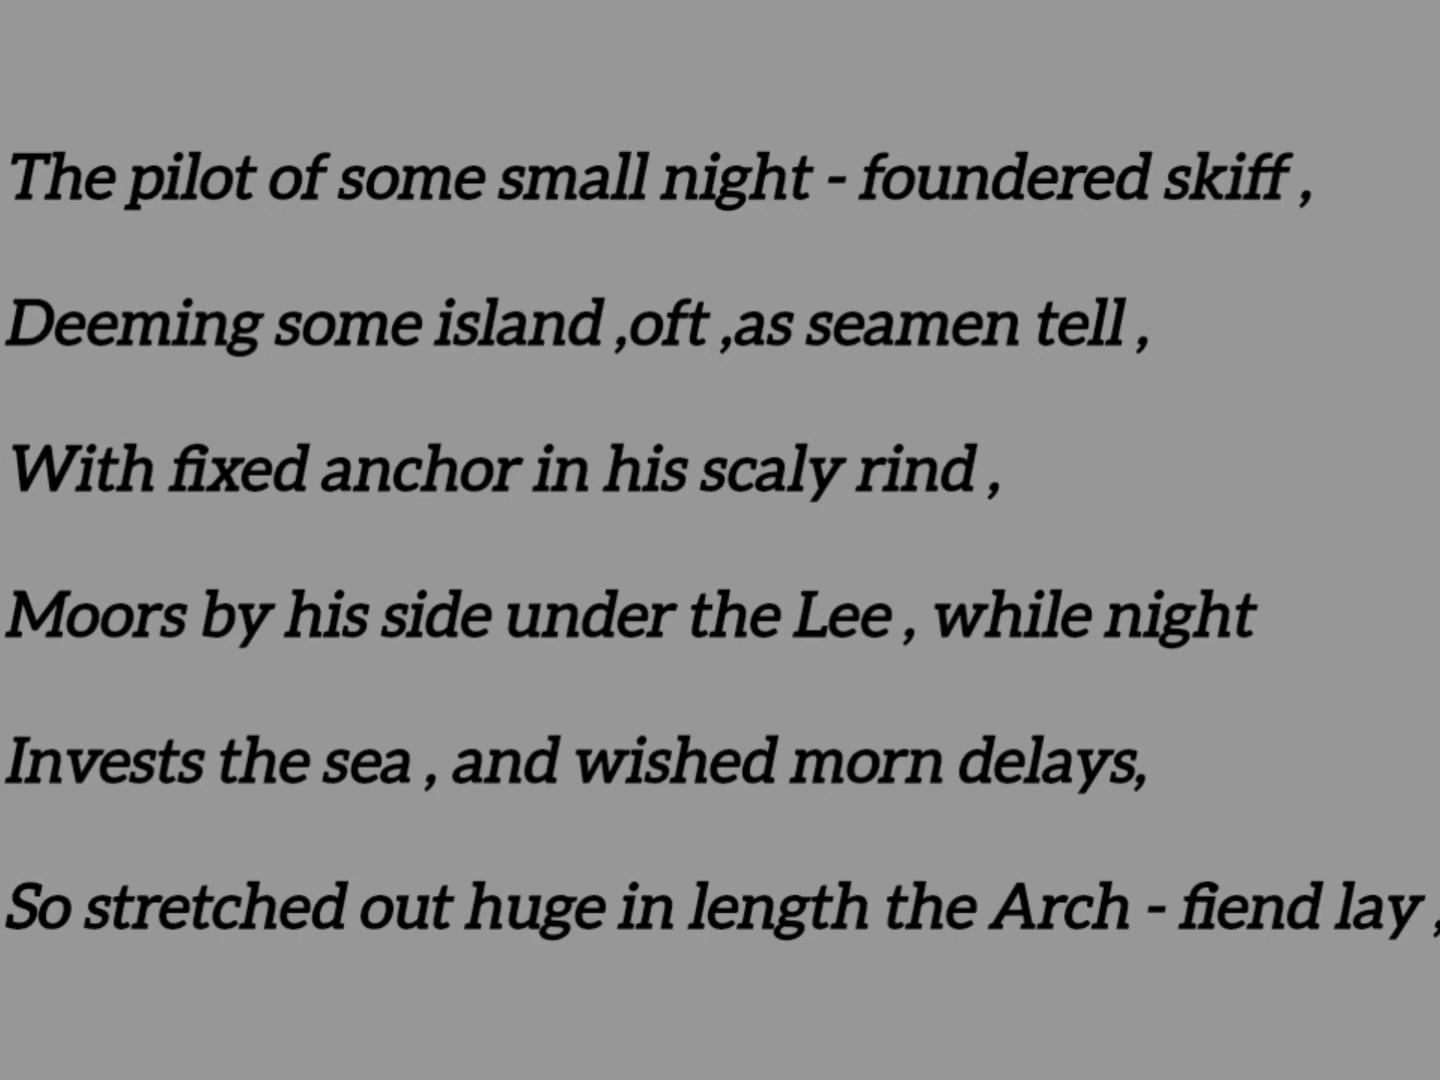 The pilot of some small night - foundered skiff ,
Deeming some island ,oft ,as seamen tell ,
With fixed anchor in his scaly rind ,
Moors by his side under the Lee , while night
Invests the sea , and wished morn delays,
So stretched out huge in length the Arch - fiend lay ,